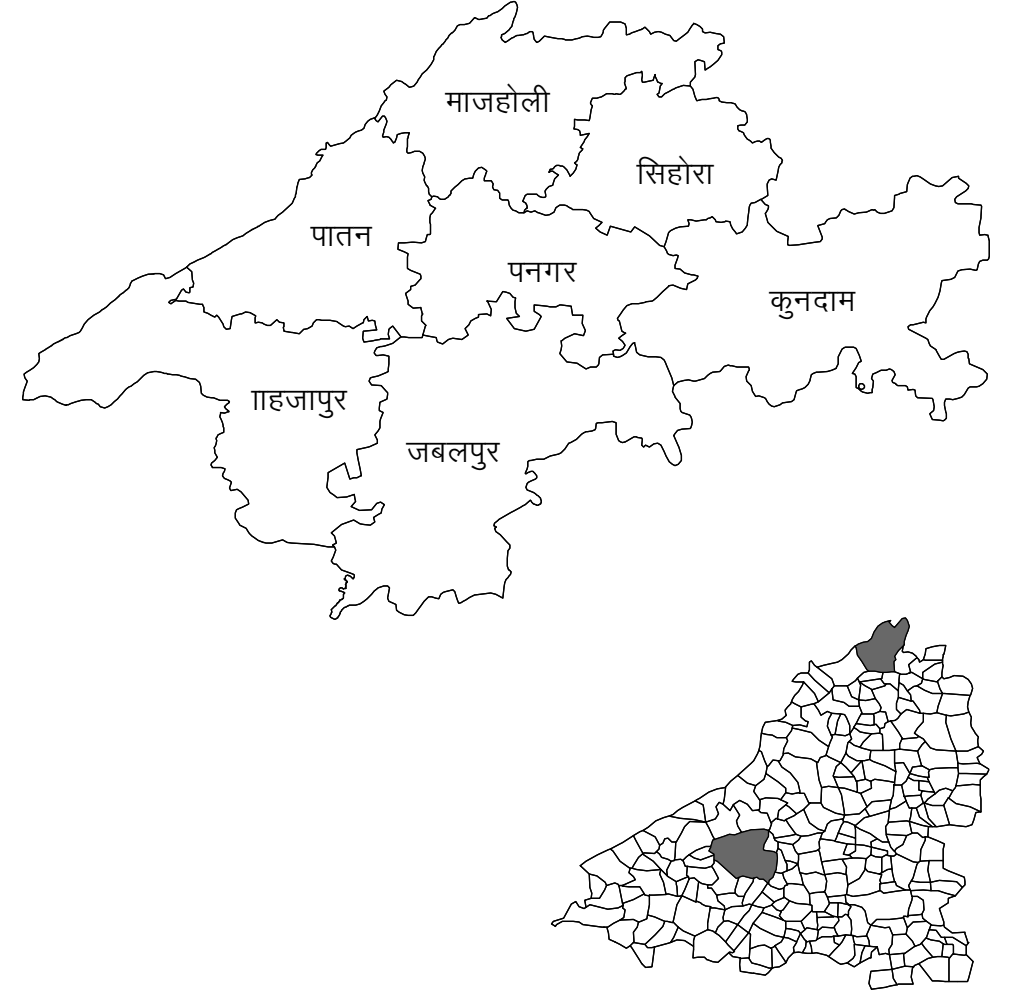 माजहोली
सिहोरा
पातन
पनगर
कुनदाम
ााहजापुर
जबलपुर